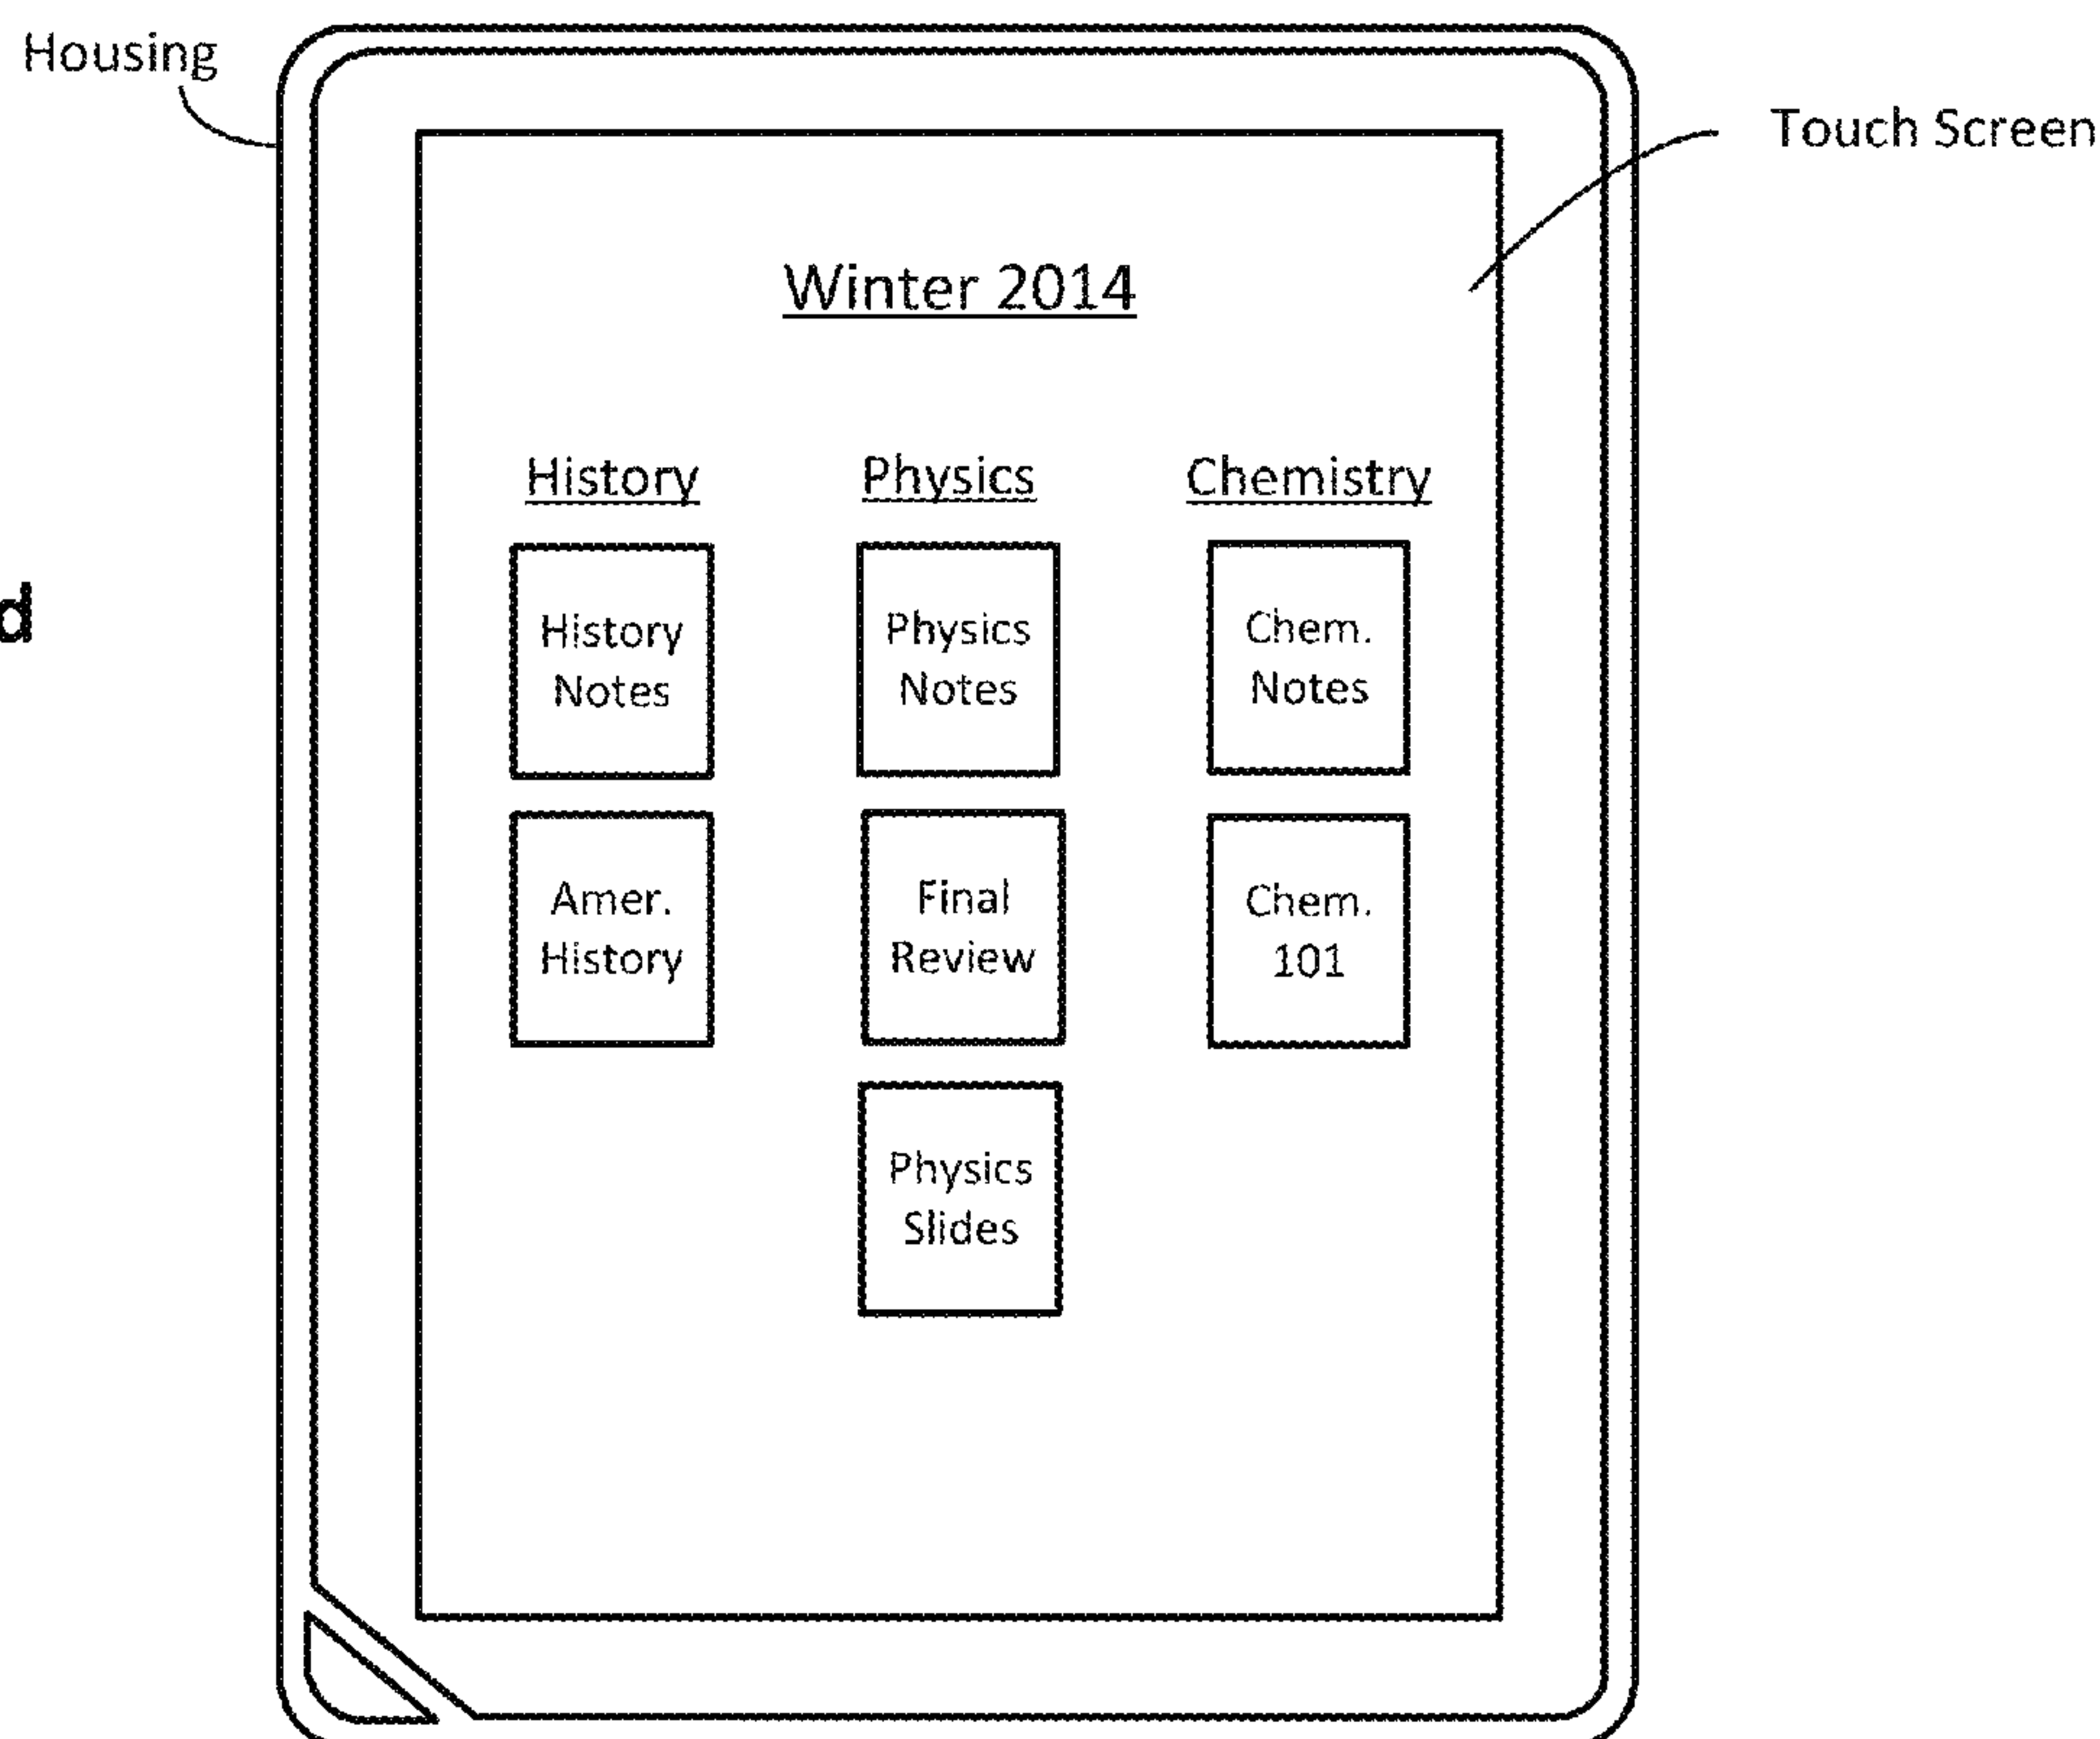 Housing
Touch Screen
Winter 2014
History
Physics
Chemistry
History
Notes
Physics
Notes
Chem.
Notes
d
Amer.
History
Final
Review
Chem.
101
Physics
Slides